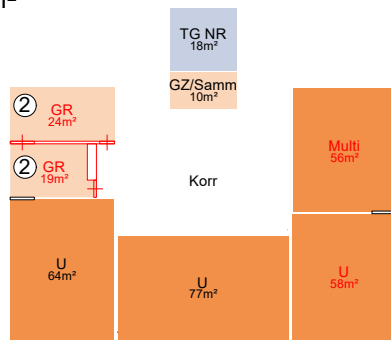 TG NR
18m²
GZ/Samm
10m²
2
GR
24m²
2
GR
19m²
Multi
56m²
Korr
U
64m²
U
77m²
U
58m²